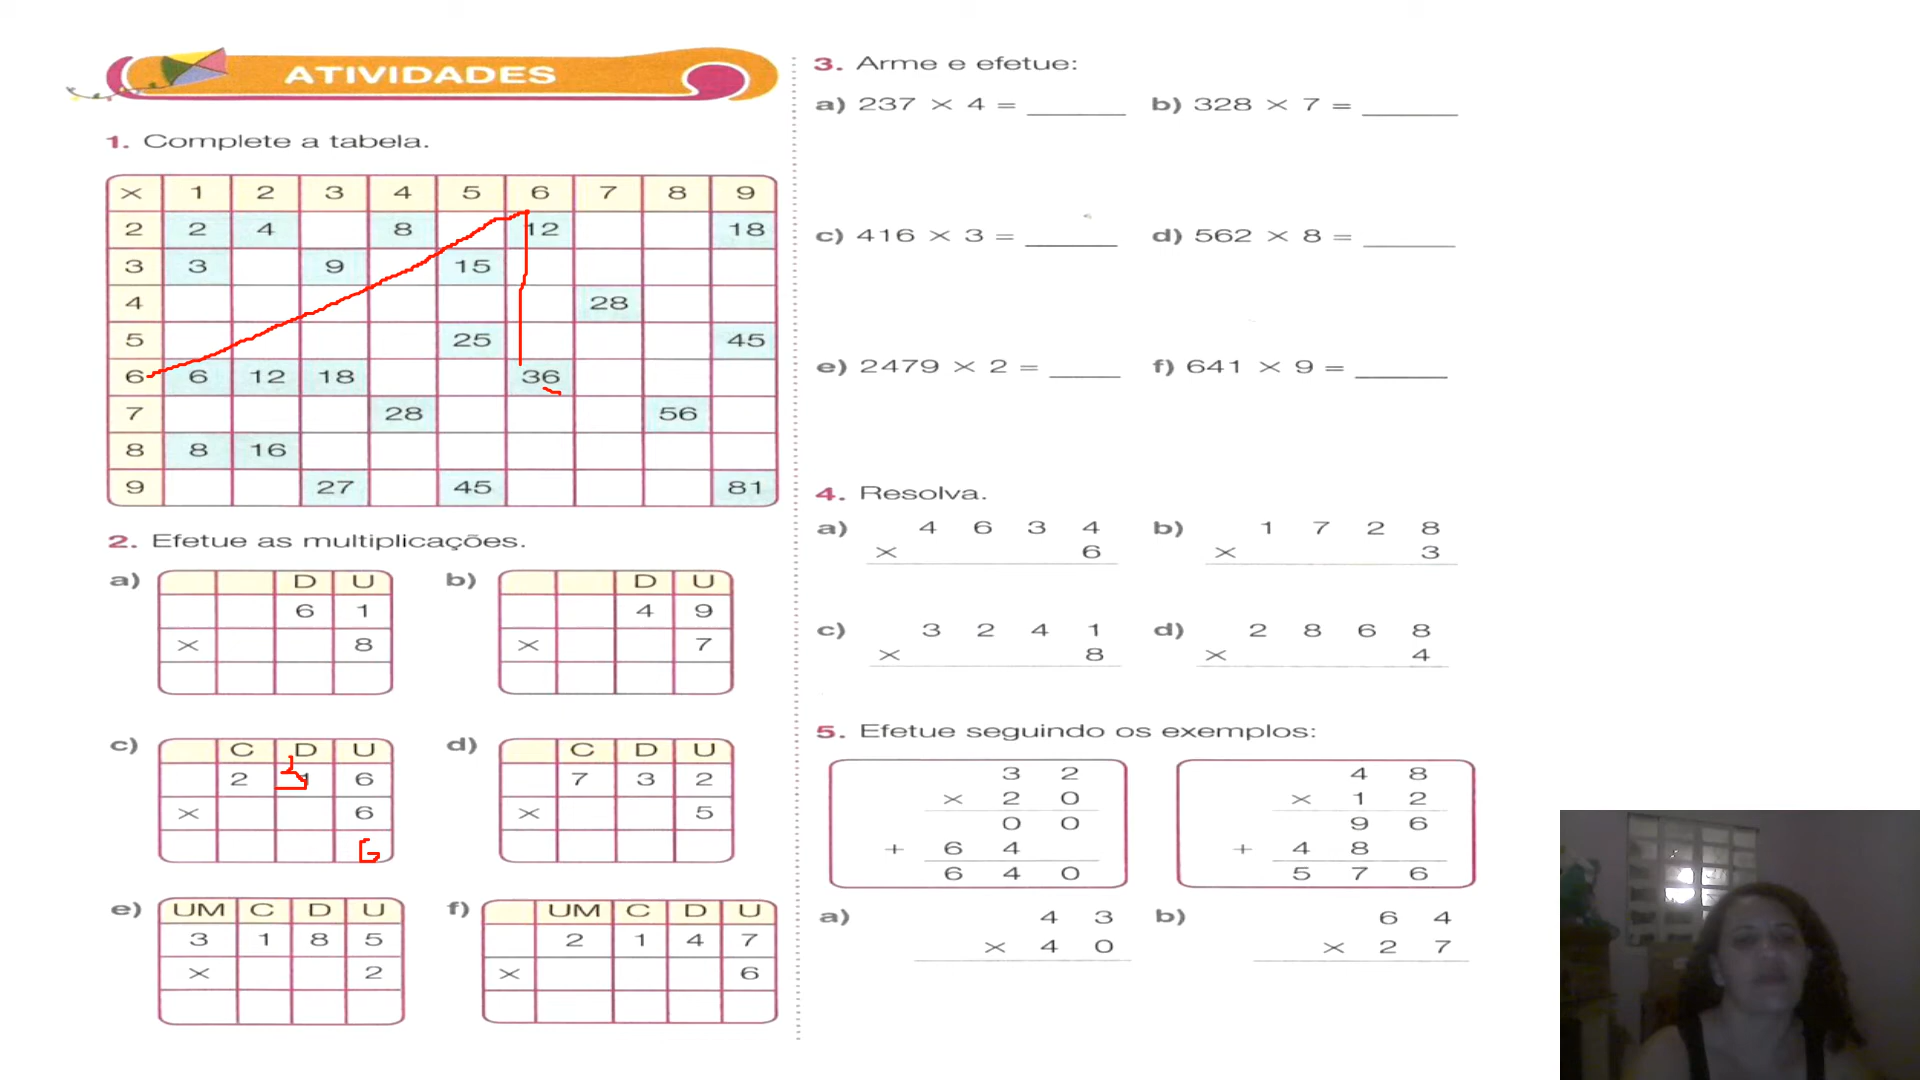 ATIVIDADES
1. Complete a tabela.
× 1 2 3 4 5 6 7 8 9
2 2 4 8 12 18
3 3 9 15
4 28
5 25 45
6 6 12 18 36
7 28 56
8 8 16
9 27 45 81
2. Efetue as multiplicações.
a)
D U
6 1
× 8
b)
D U
4 9
× 7
c)
C D U
2 1 6
× 6
6
d)
C D U
7 3 2
× 5
e)
UM C D U
3 1 8 5
× 2
f)
UM C D U
2 1 4 7
× 6
3. Arme e efetue:
a) 237 × 4 = ______ b) 328 × 7 = ______
c) 416 × 3 = ______ d) 562 × 8 = ______
e) 2479 × 2 = ____ f) 641 × 9 = ______
4. Resolva.
a) 4 6 3 4
× 6
b) 1 7 2 8
× 3
c) 3 2 4 1
× 8
d) 2 8 6 8
× 4
5. Efetue seguindo os exemplos:
3 2
× 2 0
0 0
+ 6 4
6 4 0
4 8
× 1 2
9 6
+ 4 8
5 7 6
a) 4 3
× 4 0
b) 6 4
× 2 7